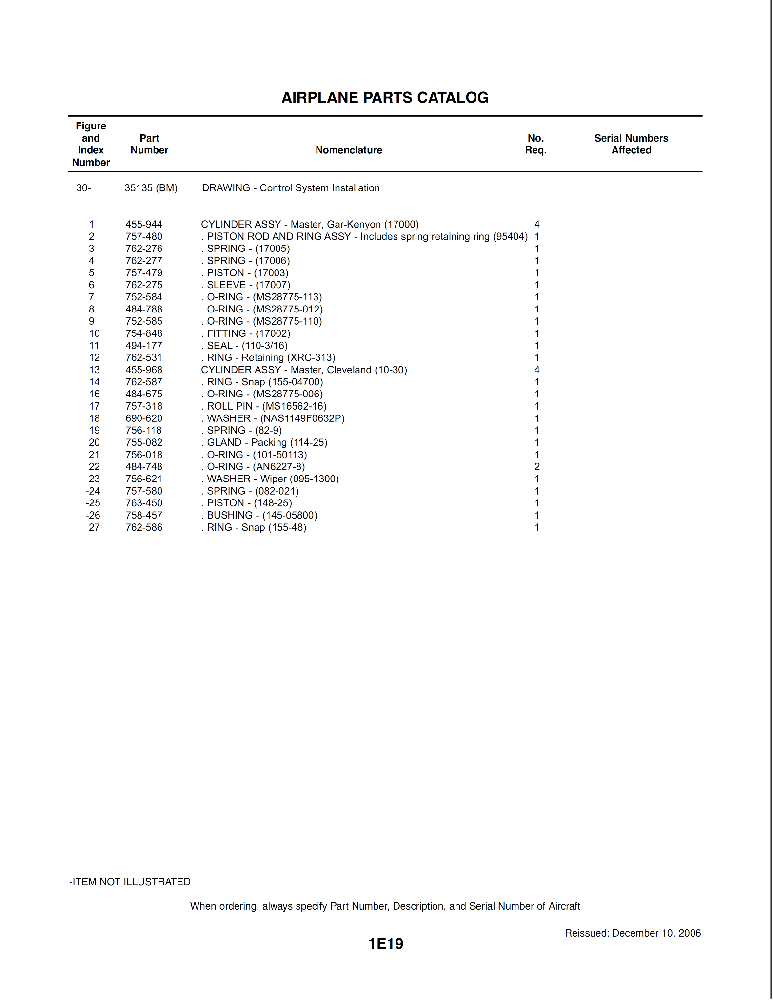 AIRPLANE PARTS CATALOG
Figure
and Part No. Serial Numbers
Index Number Nomenclature Req. Affected
Number
30- 35135 (BM) DRAWING - Control System Installation
1 455-944 CYLINDER ASSY - Master, Gar-Kenyon (17000) 4
2 757-480 . PISTON ROD AND RING ASSY - Includes spring retaining ring (95404) 1
3 762-276 . SPRING - (17005) 1
4 762-277 . SPRING - (17006) 1
5 757-479 . PISTON - (17003) 1
6 762-275 . SLEEVE - (17007) 1
7 752-584 . O-RING - (MS28775-113) 1
8 484-788 . O-RING - (MS28775-012) 1
9 752-585 . O-RING - (MS28775-110) 1
10 754-848 . FITTING - (17002) 1
11 494-177 . SEAL - (110-3/16) 1
12 762-531 . RING - Retaining (XRC-313) 1
13 455-968 CYLINDER ASSY - Master, Cleveland (10-30) 4
14 762-587 . RING - Snap (155-04700) 1
16 484-675 . O-RING - (MS28775-006) 1
17 757-318 . ROLL PIN - (MS16562-16) 1
18 690-620 . WASHER - (NAS1149F0632P) 1
19 756-118 . SPRING - (82-9) 1
20 755-082 . GLAND - Packing (114-25) 1
21 756-018 . O-RING - (101-50113) 1
22 484-748 . O-RING - (AN6227-8) 2
23 756-621 . WASHER - Wiper (095-1300) 1
-24 757-580 . SPRING - (082-021) 1
-25 763-450 . PISTON - (148-25) 1
-26 758-457 . BUSHING - (145-05800) 1
27 762-586 . RING - Snap (155-48) 1
-ITEM NOT ILLUSTRATED
When ordering, always specify Part Number, Description, and Serial Number of Aircraft
Reissued: December 10, 2006
1E19